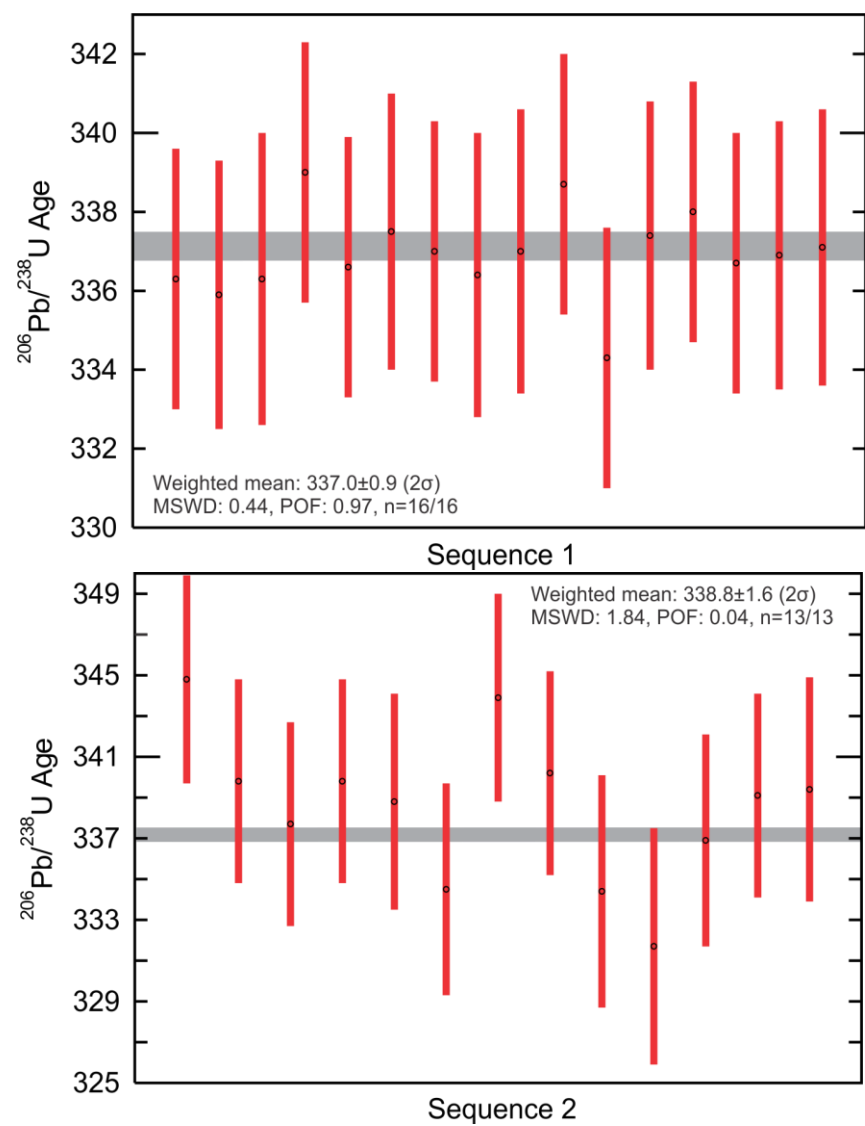 342
340
338
336
334
332
330
²⁰⁶Pb/²³⁸U Age
Weighted mean: 337.0±0.9 (2σ)
MSWD: 0.44, POF: 0.97, n=16/16
Sequence 1
349
345
341
337
333
329
325
²⁰⁶Pb/²³⁸U Age
Weighted mean: 338.8±1.6 (2σ)
MSWD: 1.84, POF: 0.04, n=13/13
Sequence 2